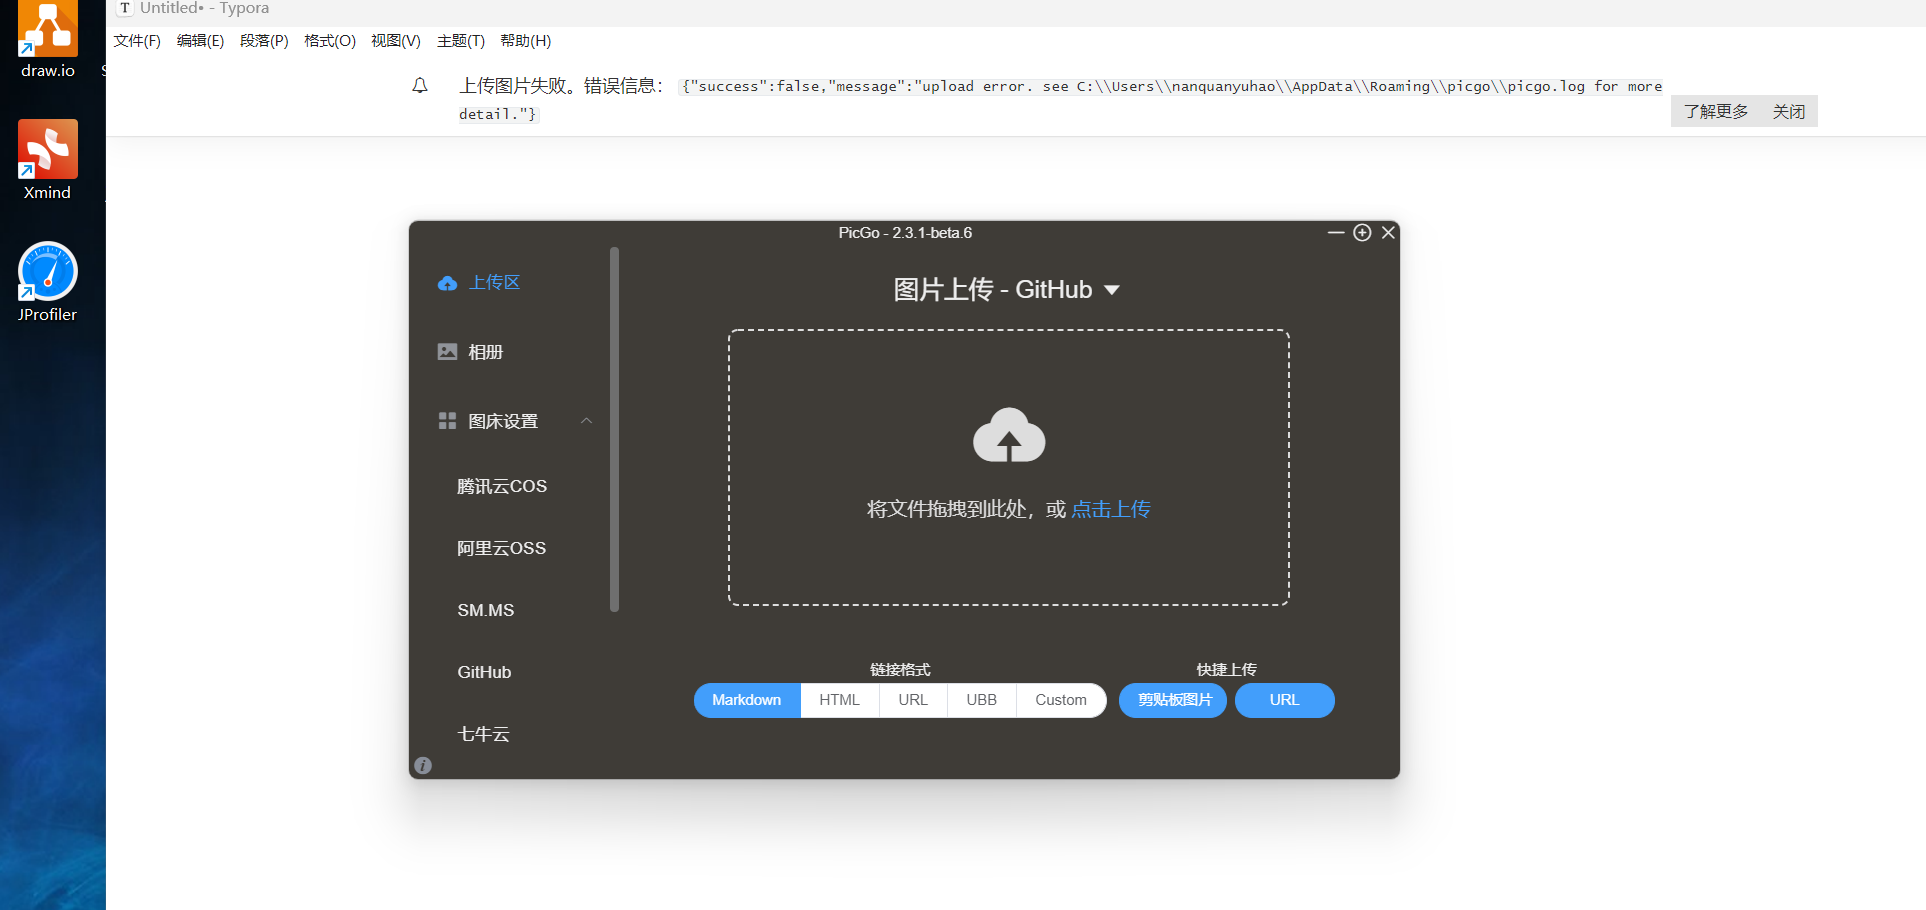 T Untitled• - Typora
文件(F) 编辑(E) 段落(P) 格式(O) 视图(V) 主题(T) 帮助(H)
上传图片失败。错误信息： {"success":false,"message":"upload error. see C:\\Users\\nanquanyuhao\\AppData\\Roaming\\picgo\\picgo.log for more
detail."}
了解更多 关闭
draw.io
Xmind
JProfiler
PicGo - 2.3.1-beta.6
上传区
相册
图床设置
腾讯云COS
阿里云OSS
SM.MS
GitHub
七牛云
图片上传 - GitHub
将文件拖拽到此处，或 点击上传
链接格式
Markdown HTML URL UBB Custom
快捷上传
剪贴板图片 URL